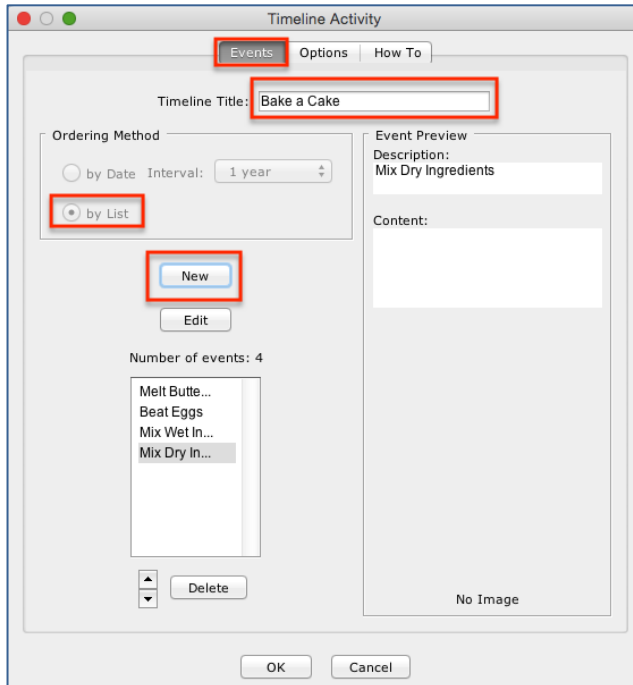 Timeline Activity
Events Options How To
Timeline Title: Bake a Cake
Ordering Method
by Date Interval: 1 year
by List
New
Edit
Number of events: 4
Melt Butte...
Beat Eggs
Mix Wet In...
Mix Dry In...
Delete
Event Preview
Description:
Mix Dry Ingredients
Content:
No Image
OK Cancel